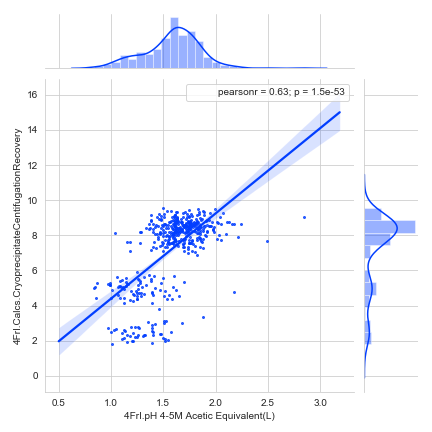 pearsonr = 0.63; p = 1.5e-53
16
14
12
10
8
6
4
2
0
4FrI.Calcs.CryoprecipitateCentrifugationRecovery
0.5 1.0 1.5 2.0 2.5 3.0
4FrI.pH 4-5M Acetic Equivalent(L)